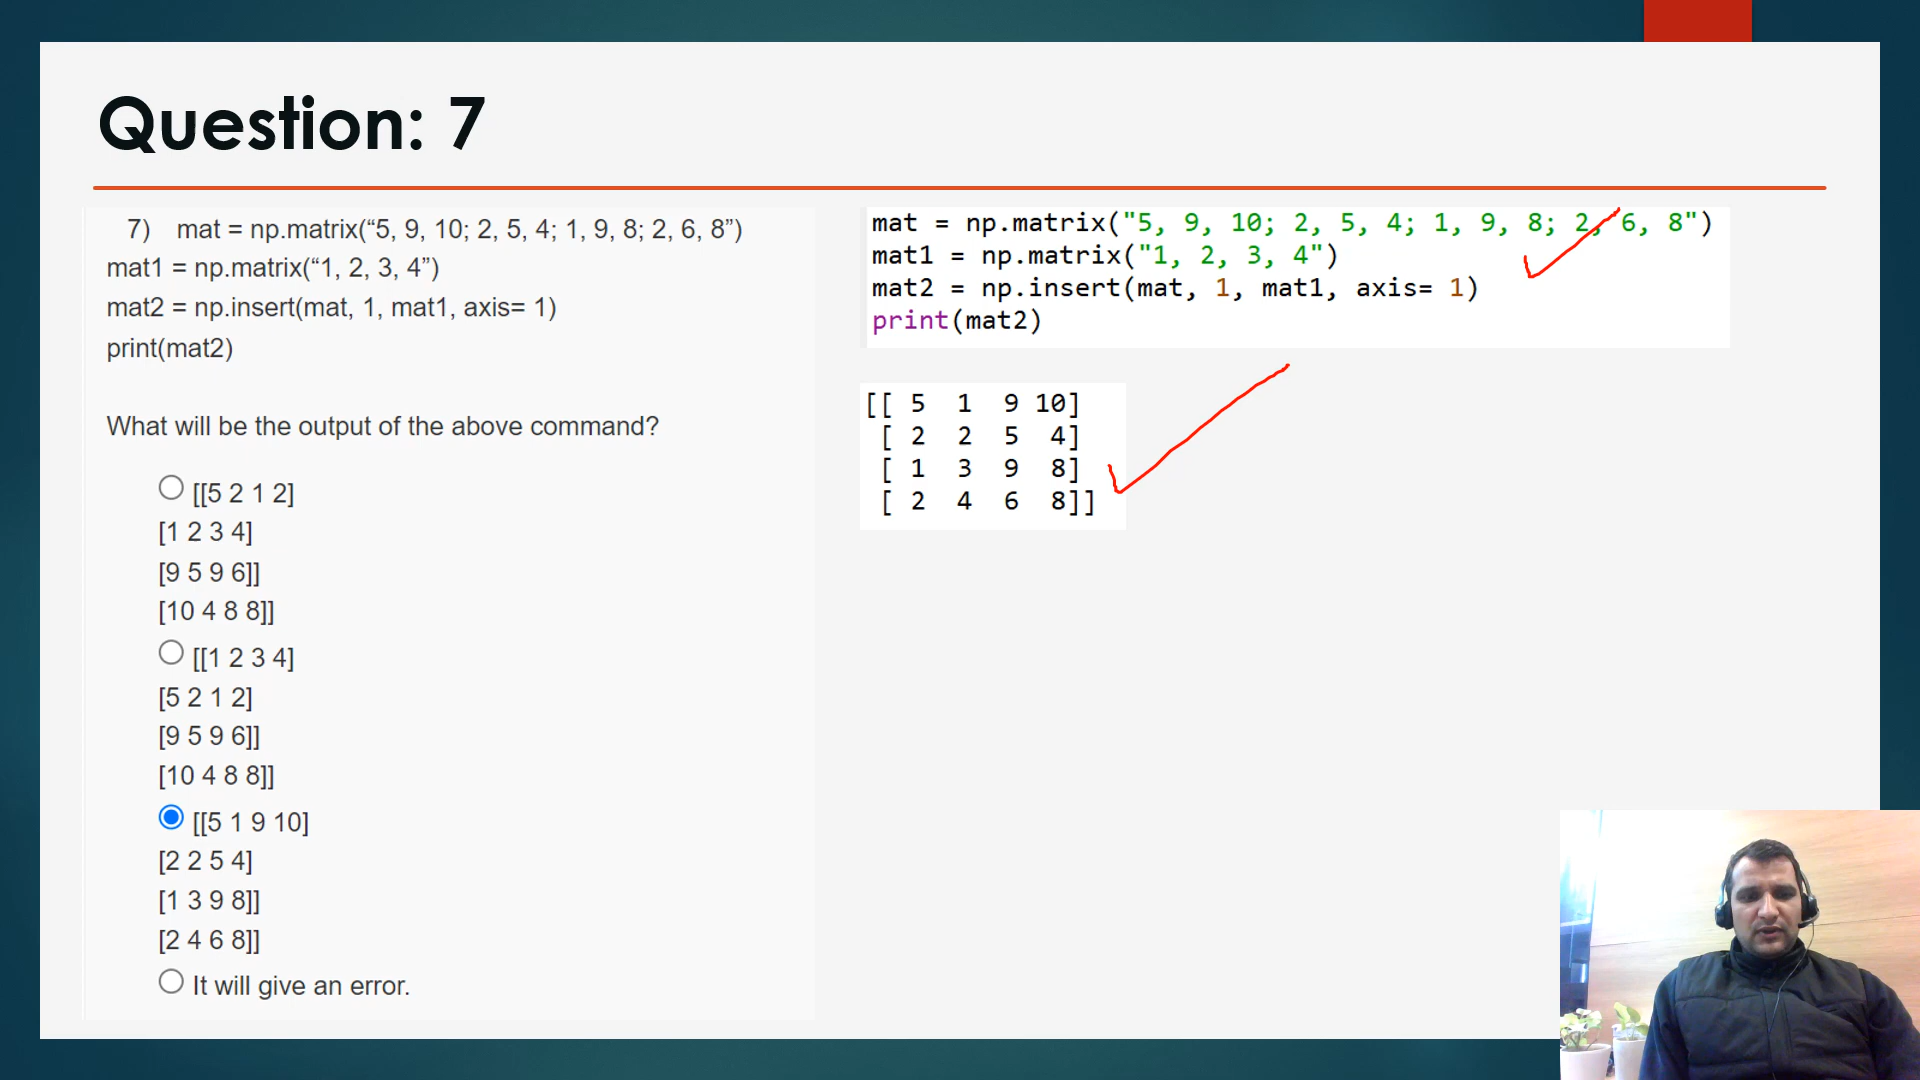 Question: 7
7) mat = np.matrix(“5, 9, 10; 2, 5, 4; 1, 9, 8; 2, 6, 8”)
mat1 = np.matrix(“1, 2, 3, 4”)
mat2 = np.insert(mat, 1, mat1, axis= 1)
print(mat2)
What will be the output of the above command?
[[5 2 1 2]
[1 2 3 4]
[9 5 9 6]]
[10 4 8 8]]
[[1 2 3 4]
[5 2 1 2]
[9 5 9 6]]
[10 4 8 8]]
[[5 1 9 10]
[2 2 5 4]
[1 3 9 8]]
[2 4 6 8]]
It will give an error.
mat = np.matrix("5, 9, 10; 2, 5, 4; 1, 9, 8; 2, 6, 8")
mat1 = np.matrix("1, 2, 3, 4")
mat2 = np.insert(mat, 1, mat1, axis= 1)
print(mat2)
[[ 5 1 9 10]
[ 2 2 5 4]
[ 1 3 9 8]
[ 2 4 6 8]]